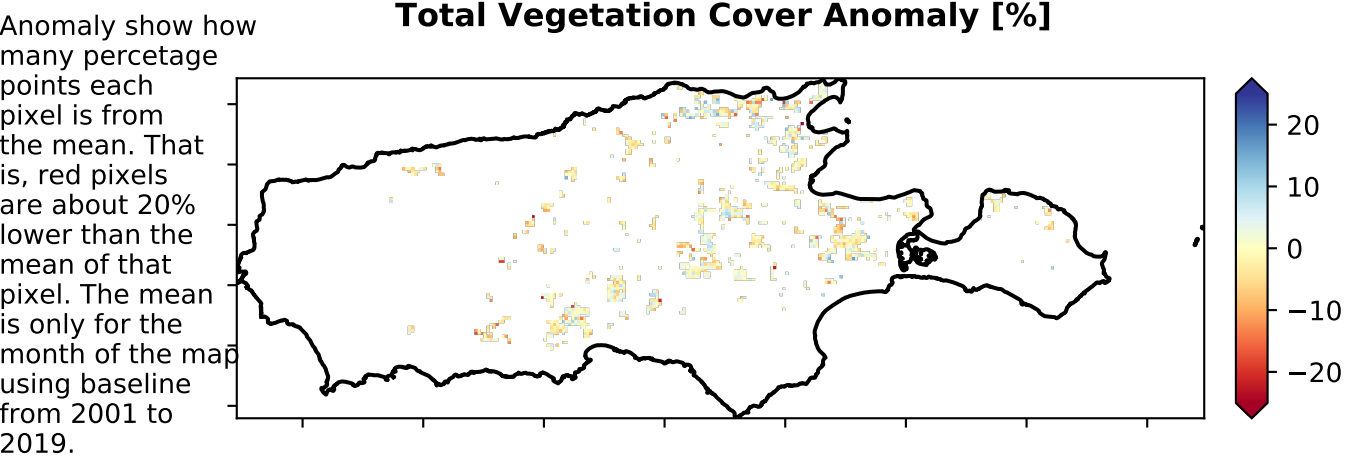 Total Vegetation Cover Anomaly [%]
Anomaly show how
many percetage
points each
pixel is from
the mean. That
is, red pixels
are about 20%
lower than the
mean of that
pixel. The mean
is only for the
month of the map
using baseline
from 2001 to
2019.
20
10
0
−10
−20